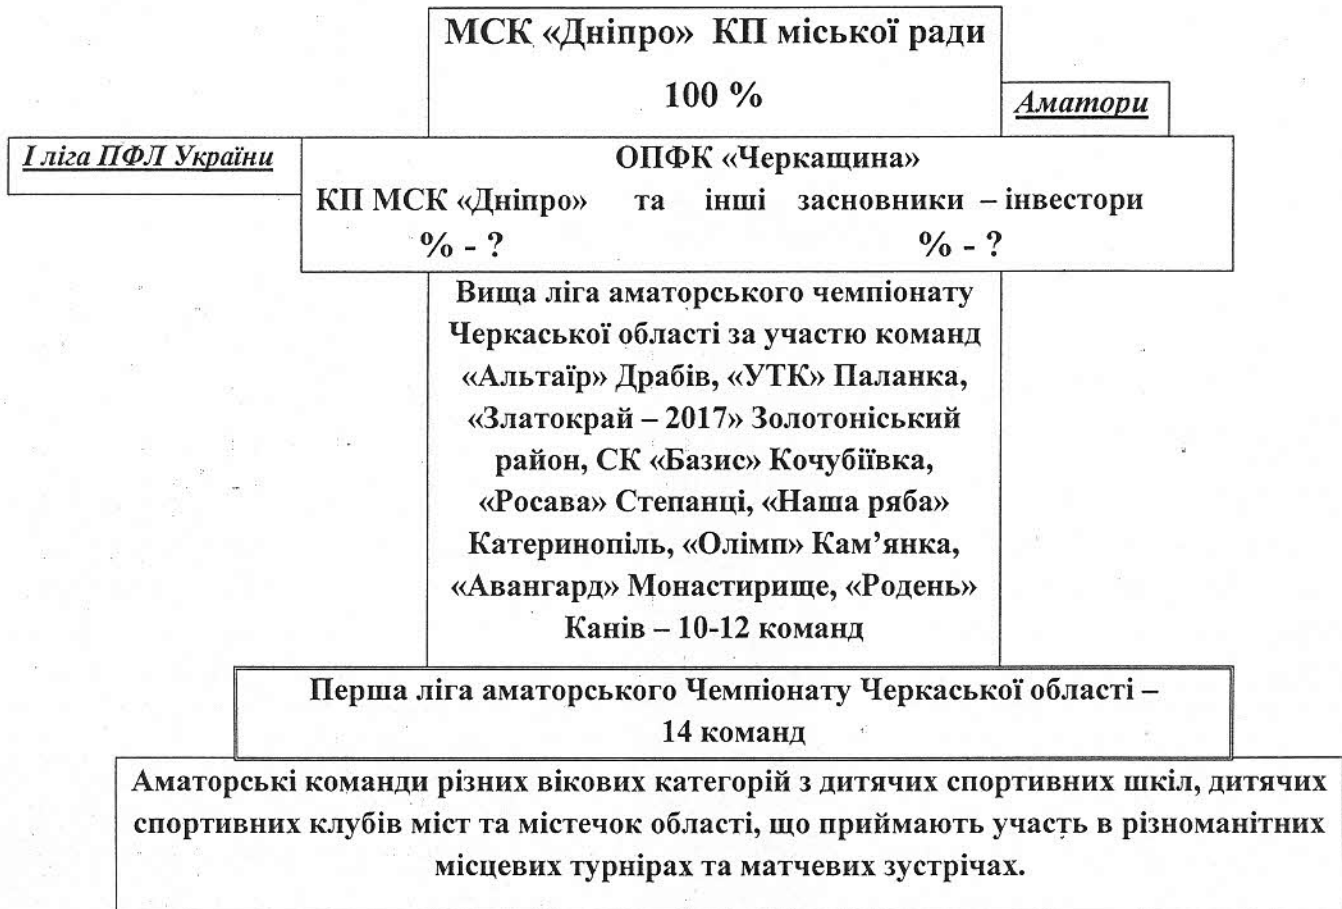 МСК «Дніпро» КП міської ради
100 %
Аматори
І ліга ПФЛ України
ОПФК «Черкащина»
КП МСК «Дніпро» та інші засновники – інвестори
% - ? % - ?
Вища ліга аматорського чемпіонату
Черкаської області за участю команд
«Альтаїр» Драбів, «УТК» Паланка,
«Златокрай – 2017» Золотоніський
район, СК «Базис» Кочубіївка,
«Росава» Степанці, «Наша ряба»
Катеринопіль, «Олімп» Кам’янка,
«Авангард» Монастирище, «Родень»
Канів – 10-12 команд
Перша ліга аматорського Чемпіонату Черкаської області –
14 команд
Аматорські команди різних вікових категорій з дитячих спортивних шкіл, дитячих
спортивних клубів міст та містечок області, що приймають участь в різноманітних
місцевих турнірах та матчевих зустрічах.